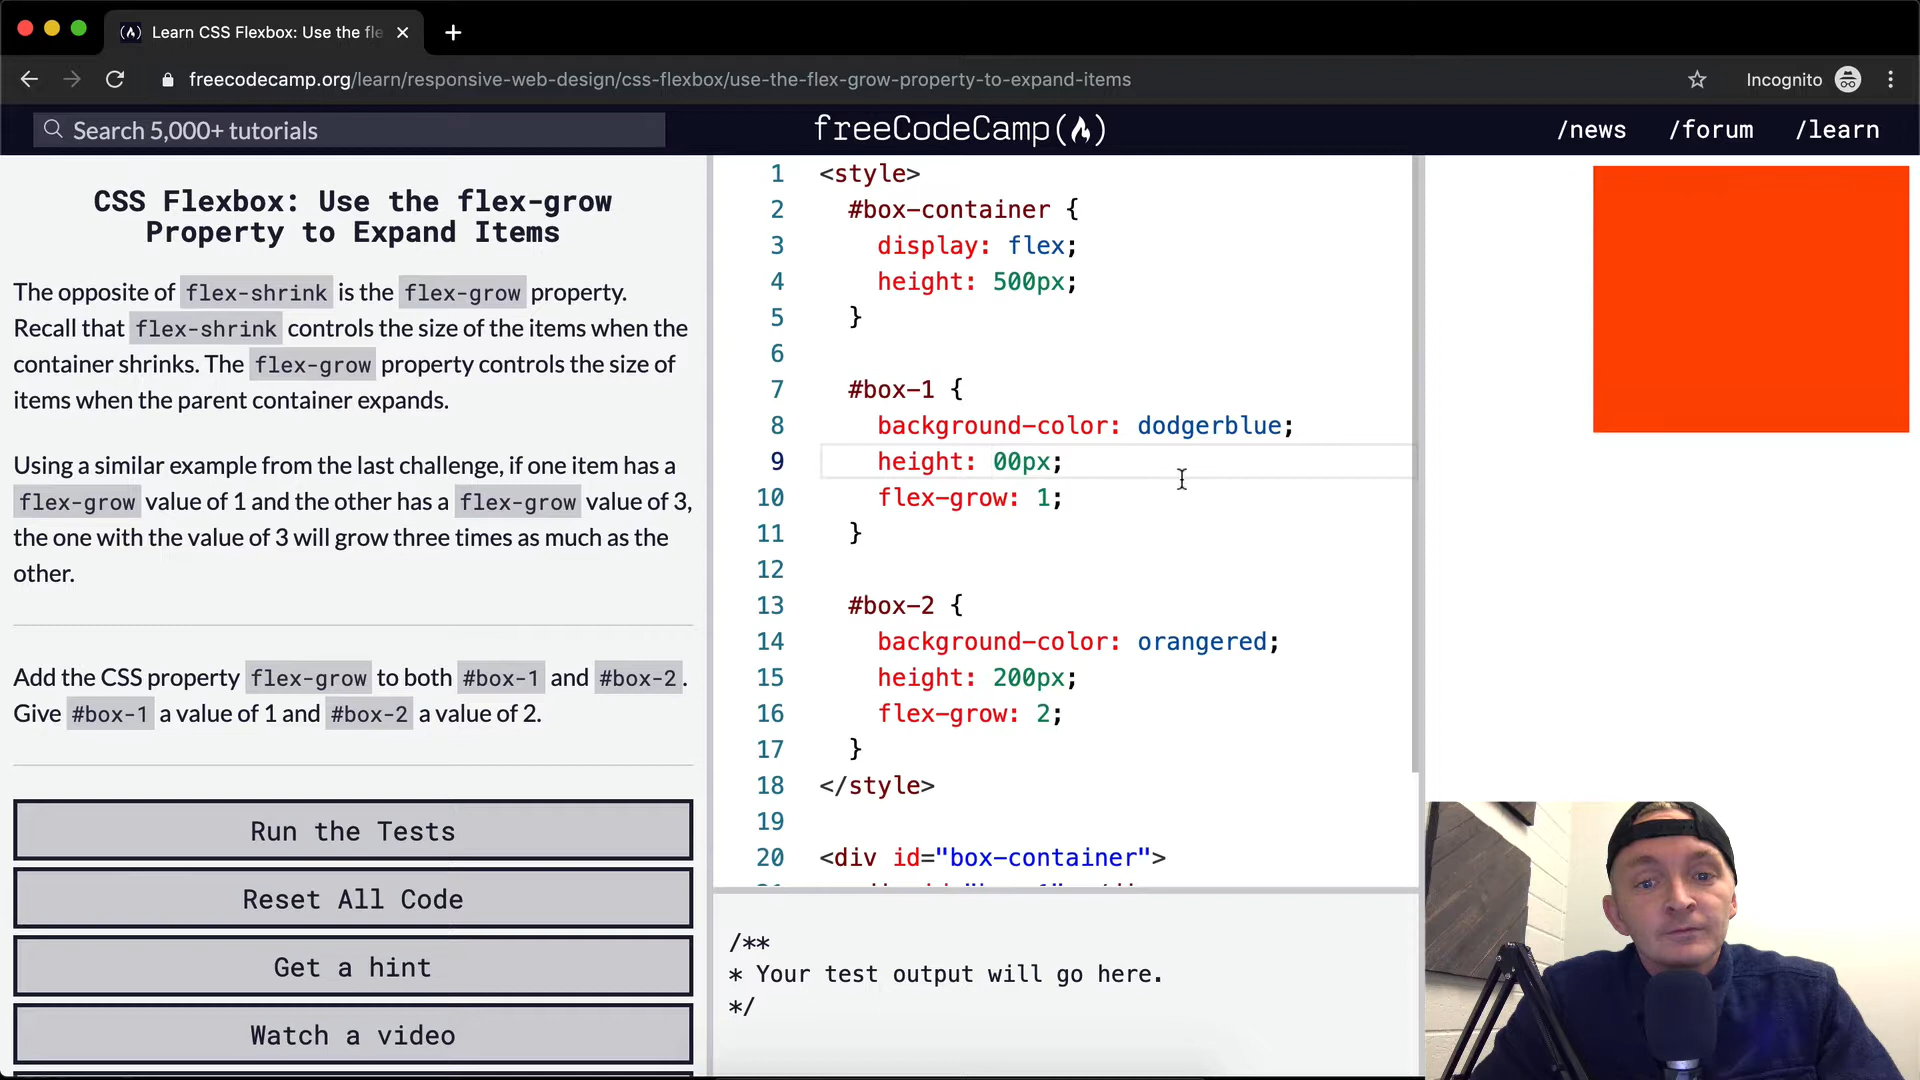 Learn CSS Flexbox: Use the fle
freecodecamp.org/learn/responsive-web-design/css-flexbox/use-the-flex-grow-property-to-expand-items
Incognito
Search 5,000+ tutorials
freeCodeCamp
/news
/forum
/learn
CSS Flexbox: Use the flex-grow
Property to Expand Items
The opposite of flex-shrink is the flex-grow property.
Recall that flex-shrink controls the size of the items when the
container shrinks. The flex-grow property controls the size of
items when the parent container expands.
Using a similar example from the last challenge, if one item has a
flex-grow value of 1 and the other has a flex-grow value of 3,
the one with the value of 3 will grow three times as much as the
other.
Add the CSS property flex-grow to both #box-1 and #box-2.
Give #box-1 a value of 1 and #box-2 a value of 2.
Run the Tests
Reset All Code
Get a hint
Watch a video
1 <style>
2 #box-container {
3 display: flex;
4 height: 500px;
5 }
6
7 #box-1 {
8 background-color: dodgerblue;
9 height: 00px;
10 flex-grow: 1;
11 }
12
13 #box-2 {
14 background-color: orangered;
15 height: 200px;
16 flex-grow: 2;
17 }
18 </style>
19
20 <div id="box-container">
/**
* Your test output will go here.
*/